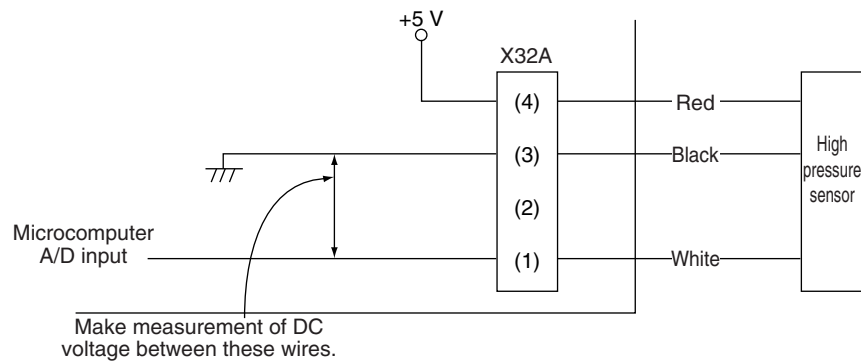 +5 V
X32A
(4)
Red
(3)
Black
High
pressure
sensor
(2)
Microcomputer
A/D input
(1)
White
Make measurement of DC
voltage between these wires.